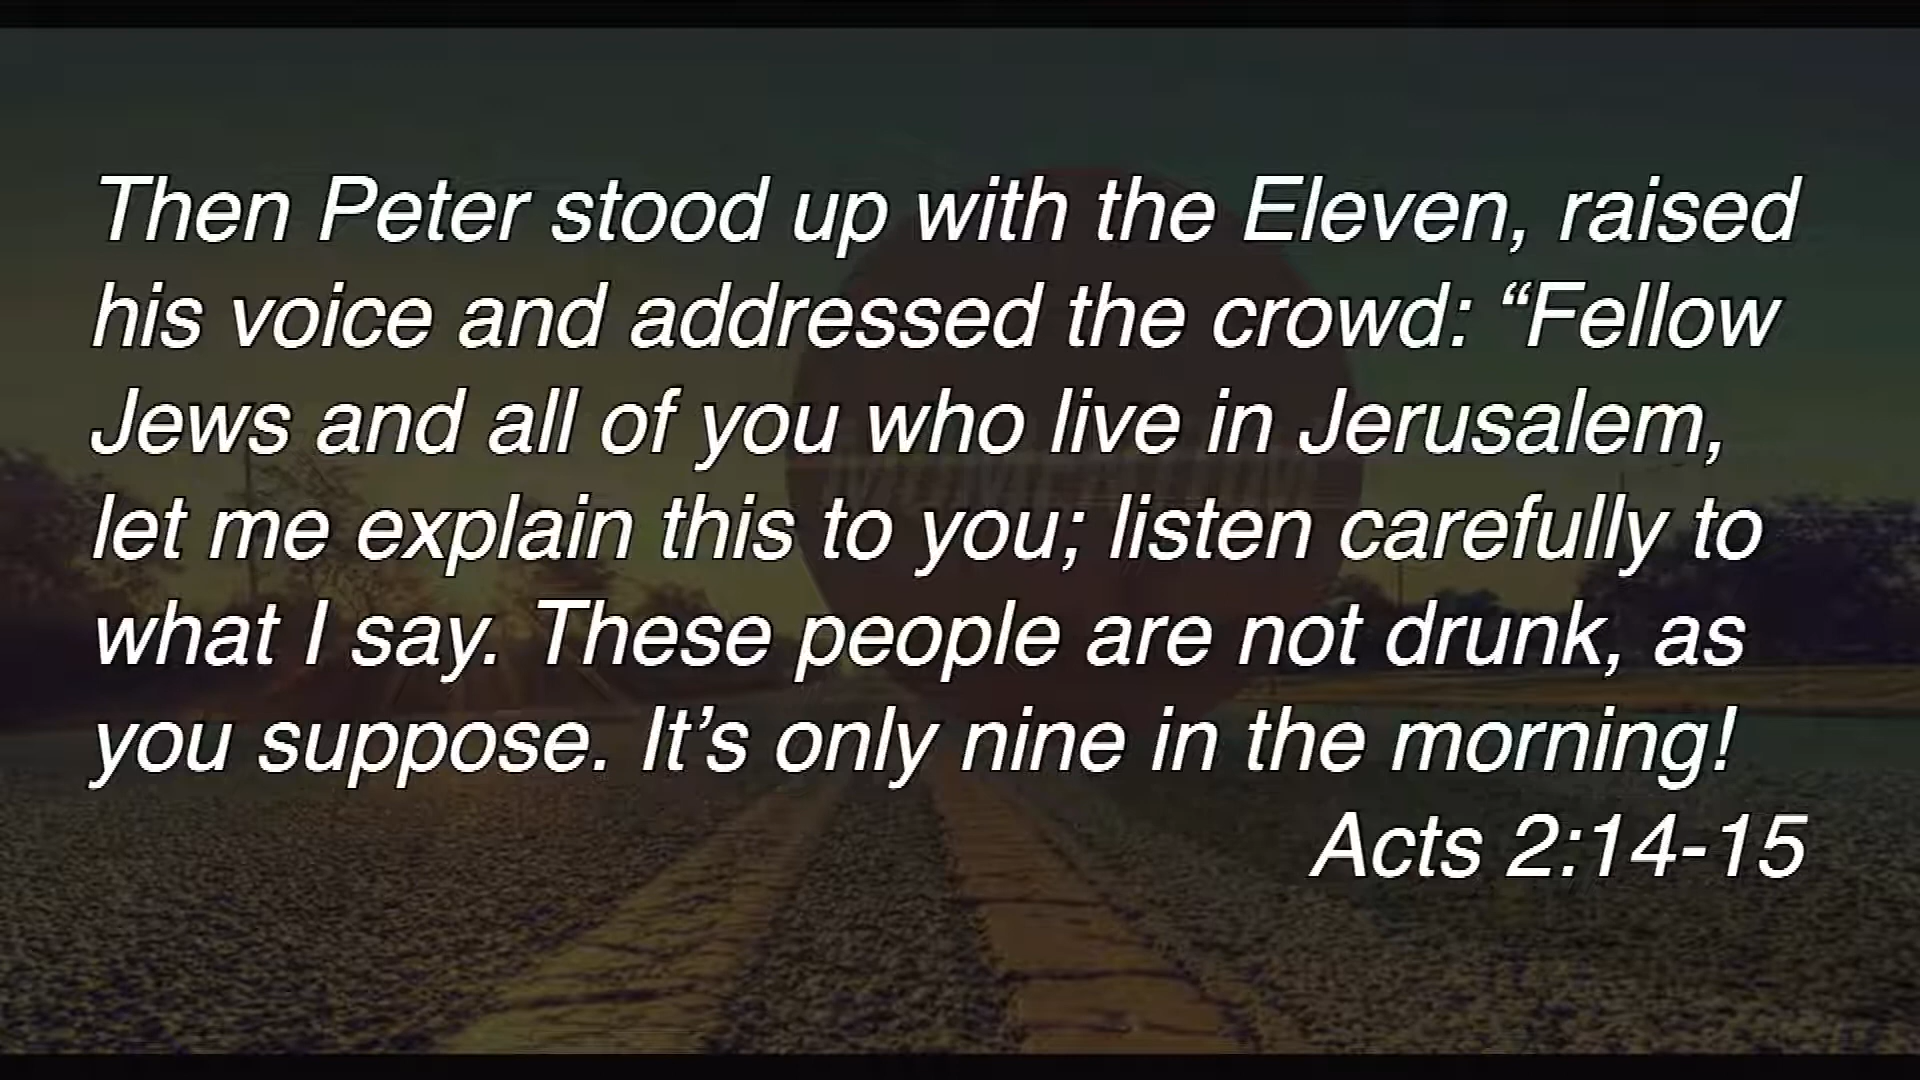 Then Peter stood up with the Eleven, raised
his voice and addressed the crowd: “Fellow
Jews and all of you who live in Jerusalem,
let me explain this to you; listen carefully to
what I say. These people are not drunk, as
you suppose. It’s only nine in the morning!
Acts 2:14-15